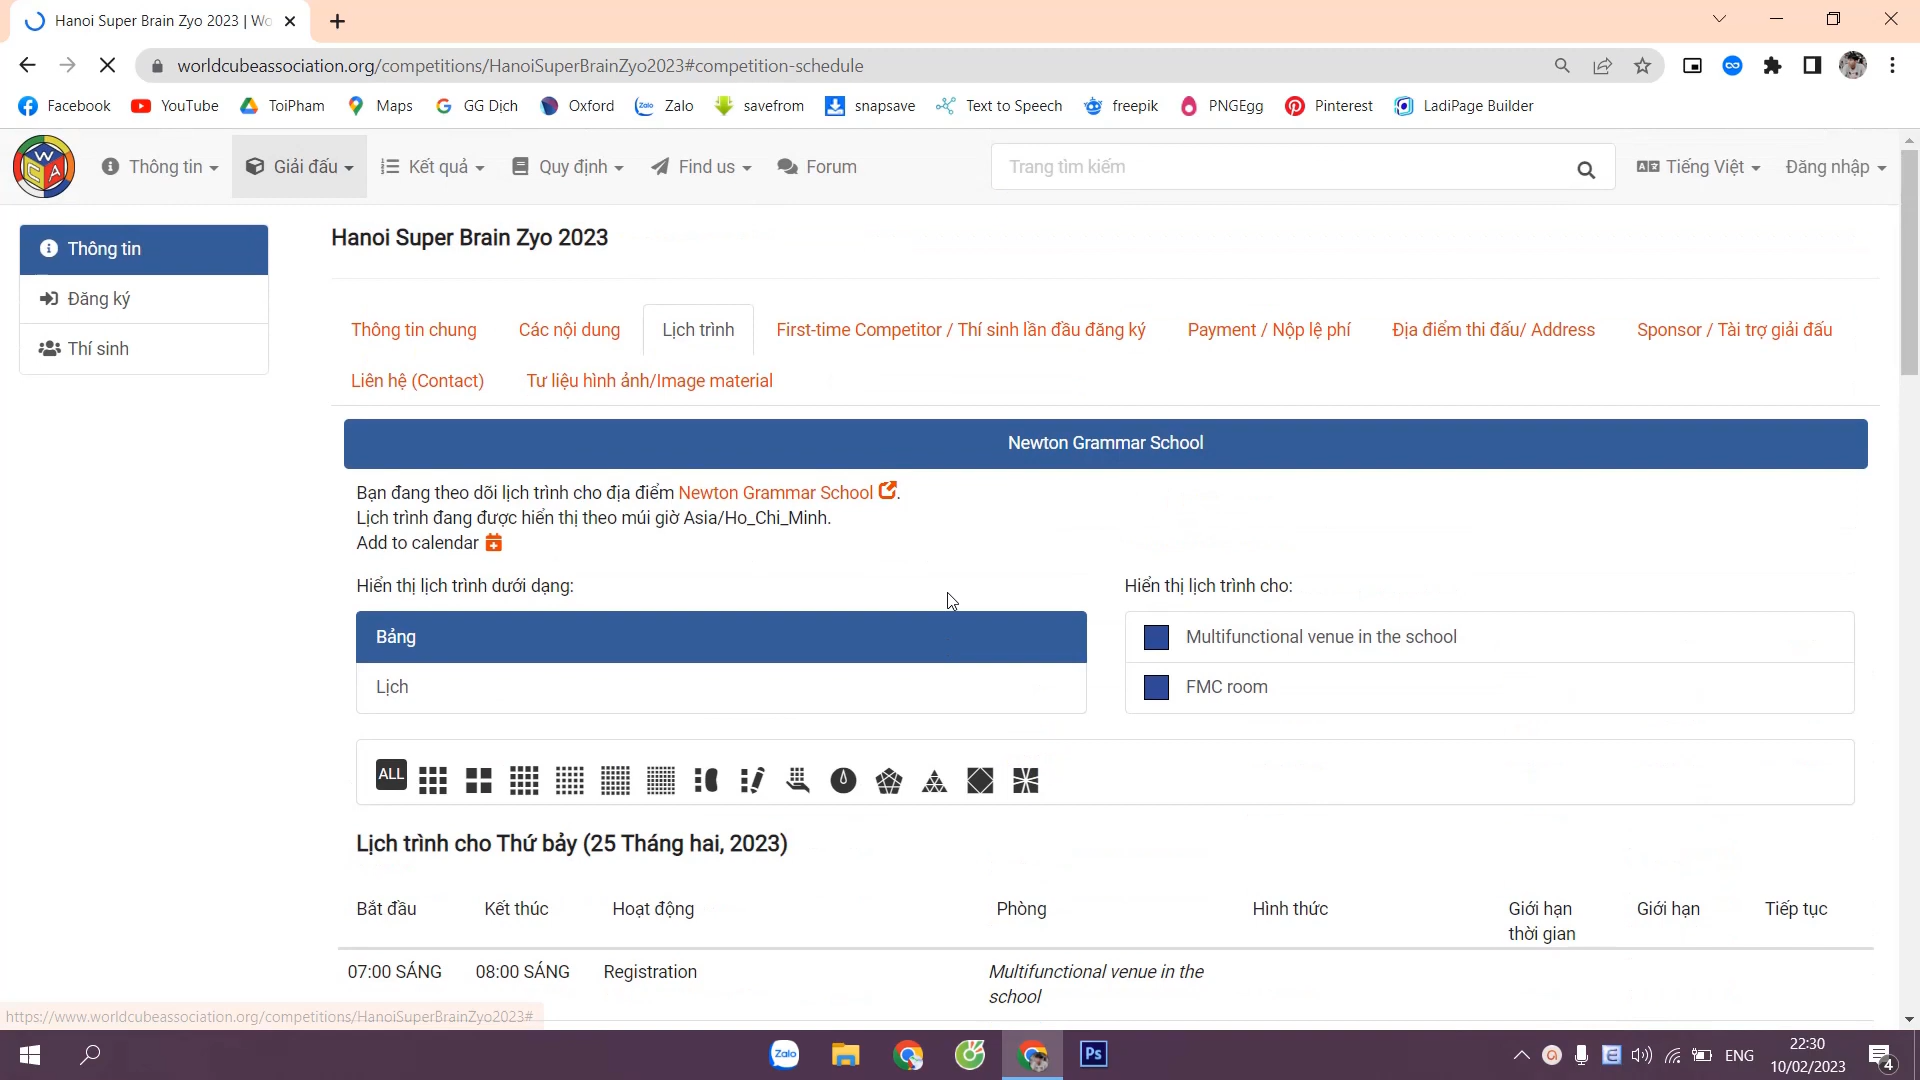 Hanoi Super Brain Zyo 2023 | Wo
worldcubeassociation.org/competitions/HanoiSuperBrainZyo2023#competition-schedule
Facebook YouTube ToiPham Maps GG Dịch Oxford Zalo savefrom snapsave Text to Speech freepik PNGEgg Pinterest LadiPage Builder
Thông tin Giải đấu Kết quả Quy định Find us Forum Trang tìm kiếm Tiếng Việt Đăng nhập
Thông tin
Đăng ký
Thí sinh
Hanoi Super Brain Zyo 2023
Thông tin chung Các nội dung Lịch trình First-time Competitor / Thí sinh lần đầu đăng ký Payment / Nộp lệ phí Địa điểm thi đấu/ Address Sponsor / Tài trợ giải đấu
Liên hệ (Contact) Tư liệu hình ảnh/Image material
Newton Grammar School
Bạn đang theo dõi lịch trình cho địa điểm Newton Grammar School .
Lịch trình đang được hiển thị theo múi giờ Asia/Ho_Chi_Minh.
Add to calendar
Hiển thị lịch trình dưới dạng: Hiển thị lịch trình cho:
Bảng Multifunctional venue in the school
Lịch FMC room
ALL
Lịch trình cho Thứ bảy (25 Tháng hai, 2023)
Bắt đầu Kết thúc Hoạt động Phòng Hình thức Giới hạn Giới hạn Tiếp tục
thời gian
07:00 SÁNG 08:00 SÁNG Registration Multifunctional venue in the
school
https://www.worldcubeassociation.org/competitions/HanoiSuperBrainZyo2023#
Zalo Ps ENG 22:30
10/02/2023 4